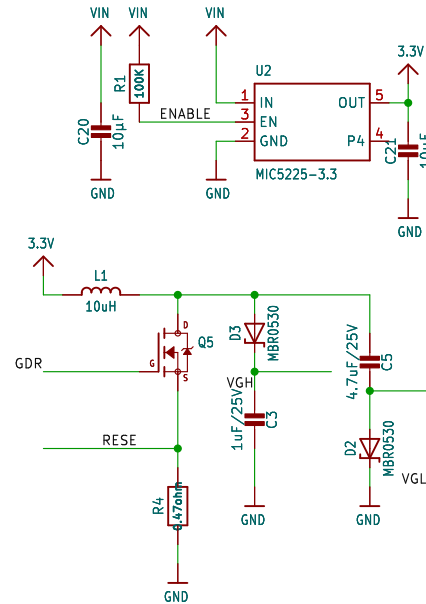 VIN
VIN
VIN
R1
100K
C20
10µF
GND
ENABLE
U2
1
IN
3
EN
2
GND
OUT
5
P4
4
MIC5225-3.3
GND
3.3V
C21
GND
3.3V
L1
10uH
GDR
Q5
D
G
S
RESE
R4
0.47ohm
GND
D3
MBR0530
VGH
1uF/25V
C3
GND
4.7uF/25V
C5
D2
MBR0530
GND
VGL